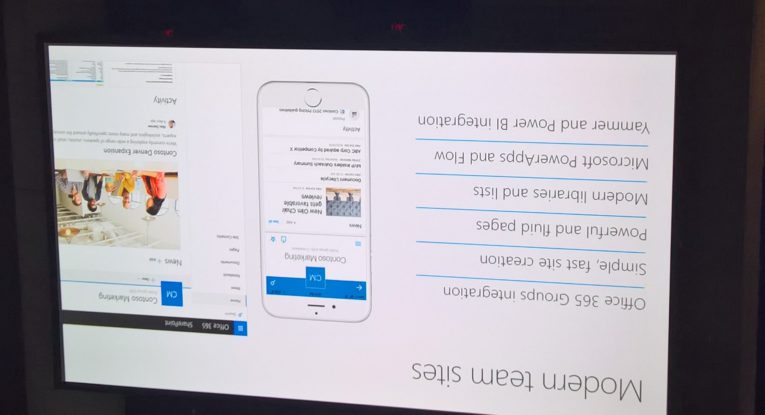 Modern team sites
Office 365 Groups integration
Simple, fast site creation
Powerful and fluid pages
Modern libraries and lists
Microsoft PowerApps and Flow
Yammer and Power BI integration
CM
Contoso Marketing
News
See all
New Olm Chair
gets favorable
reviews
Document Lifecycle
MVP Insiders Outreach Summary
ABC Corp acquired by Competitor 3
Activity
Contoso 2015 Pricing guidelines
Office 365
SharePoint
Search
Home
News
Notebook
Documents
Pages
Site Contents
CM
Contoso Marketing
News
Contoso Denver Expansion
Activity